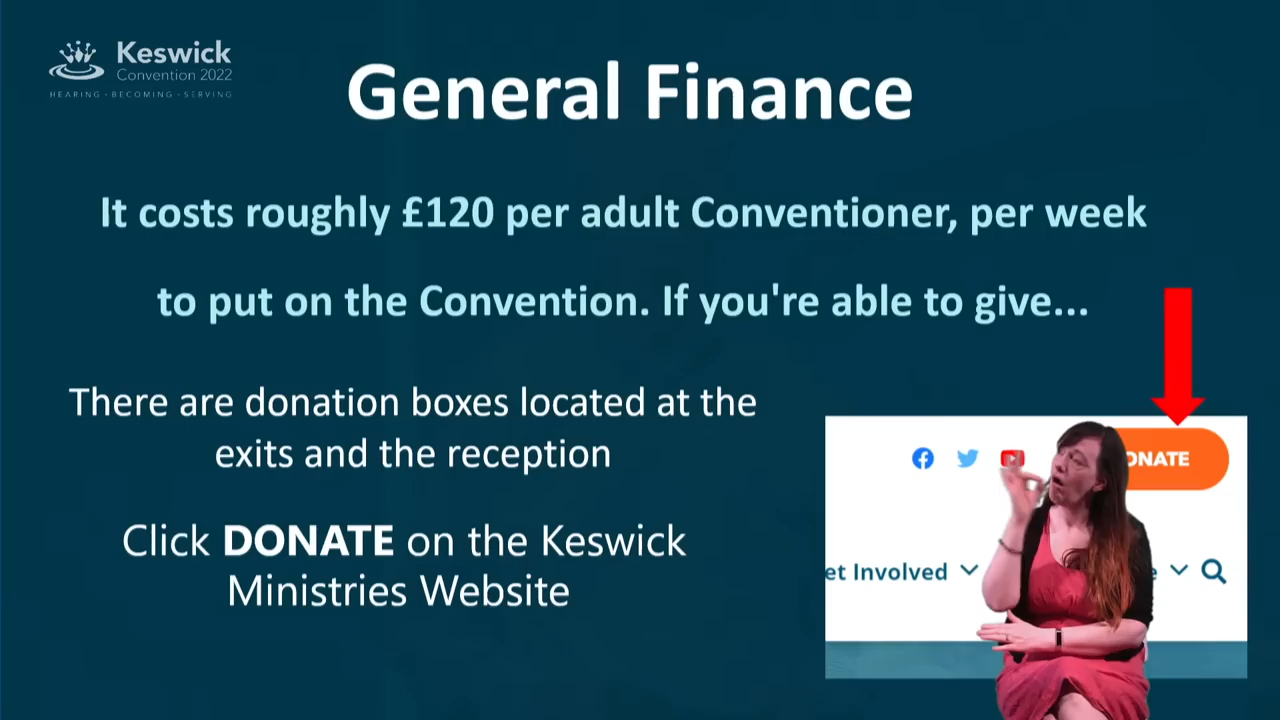 Keswick
Convention 2022
HEARING · BECOMING · SERVING
General Finance
It costs roughly £120 per adult Conventioner, per week
to put on the Convention. If you're able to give...
There are donation boxes located at the
exits and the reception
Click DONATE on the Keswick
Ministries Website
ONATE
et Involved
e